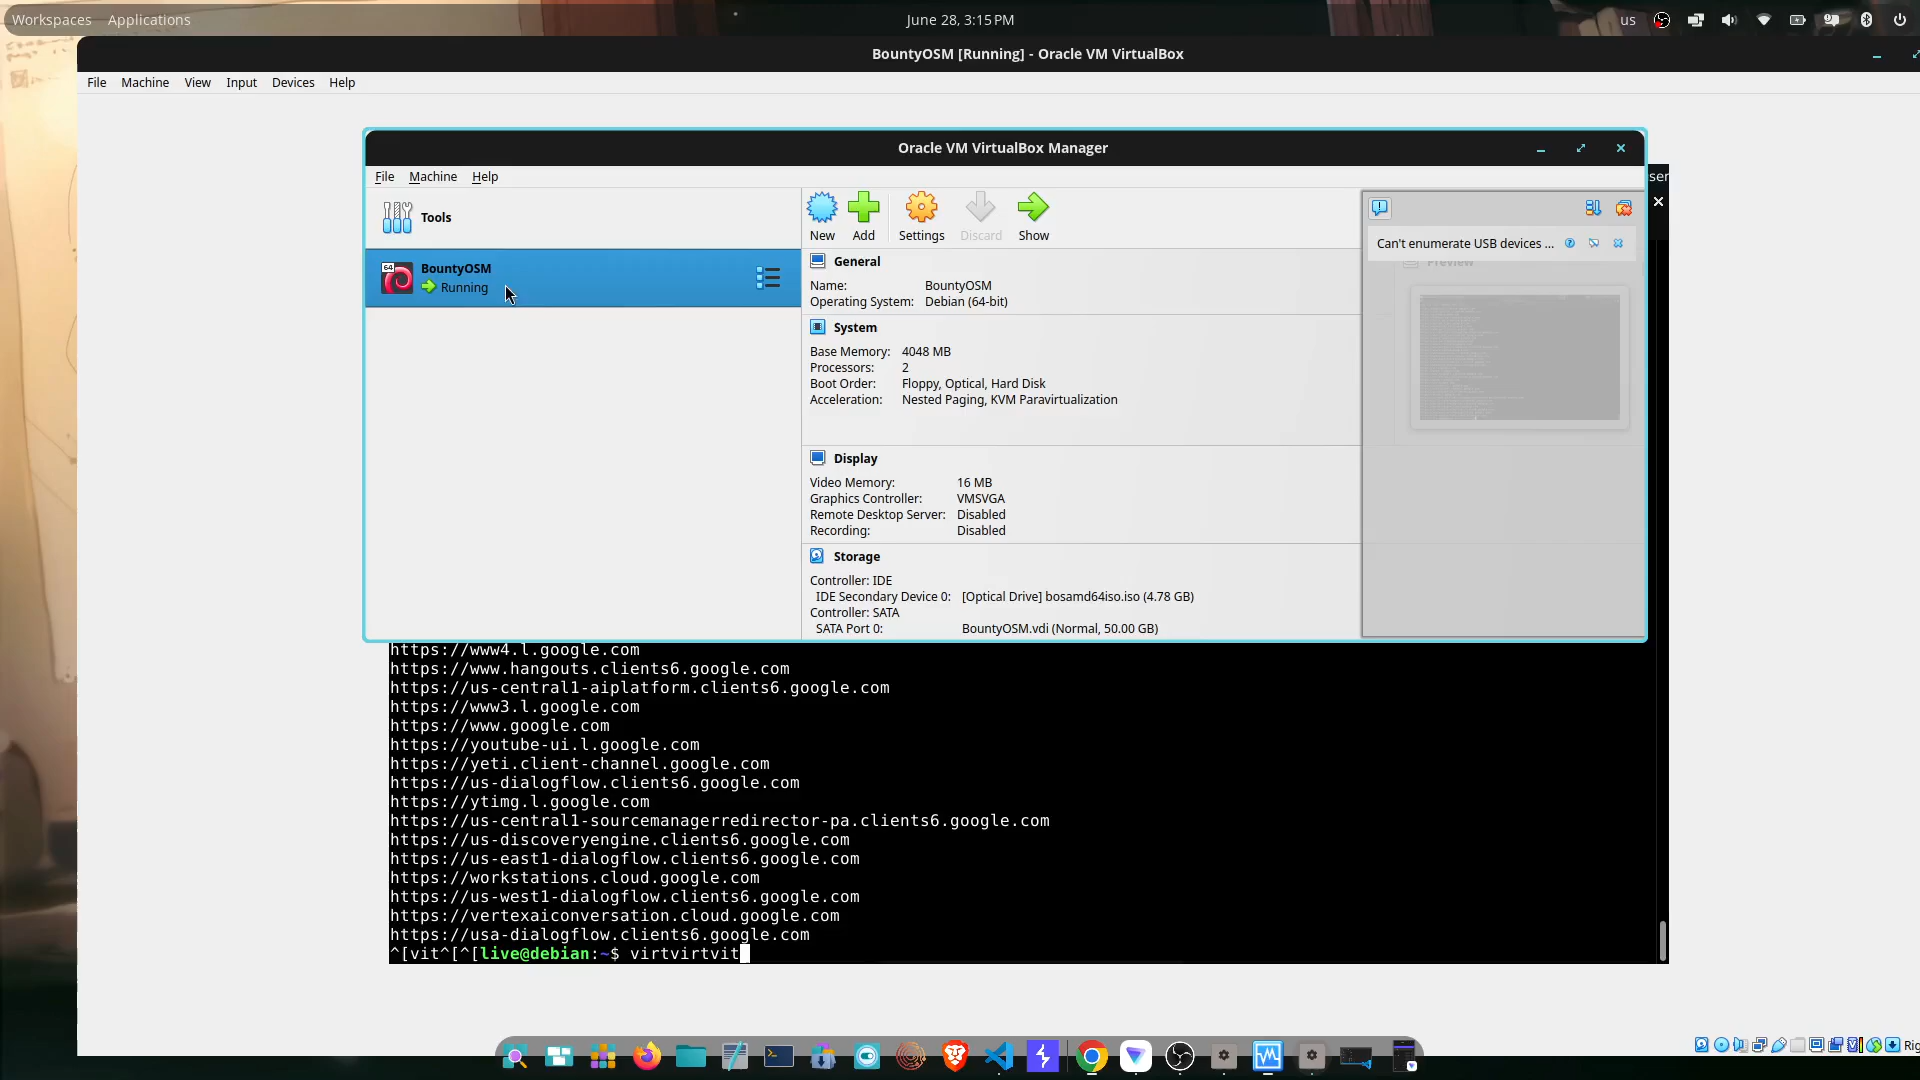 Workspaces Applications June 28, 3:15 PM us
BountyOSM [Running] - Oracle VM VirtualBox
File Machine View Input Devices Help
Oracle VM VirtualBox Manager
File Machine Help
ser
Tools
New Add Settings Discard Show
Can't enumerate USB devices ...
Preview
64
BountyOSM
Running
General
Name: BountyOSM
Operating System: Debian (64-bit)
System
Base Memory: 4048 MB
Processors: 2
Boot Order: Floppy, Optical, Hard Disk
Acceleration: Nested Paging, KVM Paravirtualization
Display
Video Memory: 16 MB
Graphics Controller: VMSVGA
Remote Desktop Server: Disabled
Recording: Disabled
Storage
Controller: IDE
IDE Secondary Device 0: [Optical Drive] bosamd64iso.iso (4.78 GB)
Controller: SATA
SATA Port 0: BountyOSM.vdi (Normal, 50.00 GB)
https://www4.l.google.com
https://www.hangouts.clients6.google.com
https://us-central1-aiplatform.clients6.google.com
https://www3.l.google.com
https://www.google.com
https://youtube-ui.l.google.com
https://yeti.client-channel.google.com
https://us-dialogflow.clients6.google.com
https://ytimg.l.google.com
https://us-central1-sourcemanagerredirector-pa.clients6.google.com
https://us-discoveryengine.clients6.google.com
https://us-east1-dialogflow.clients6.google.com
https://workstations.cloud.google.com
https://us-west1-dialogflow.clients6.google.com
https://vertexaiconversation.cloud.google.com
https://usa-dialogflow.clients6.google.com
^[vit^[^[live@debian:~$ virtvirtvit
Rig